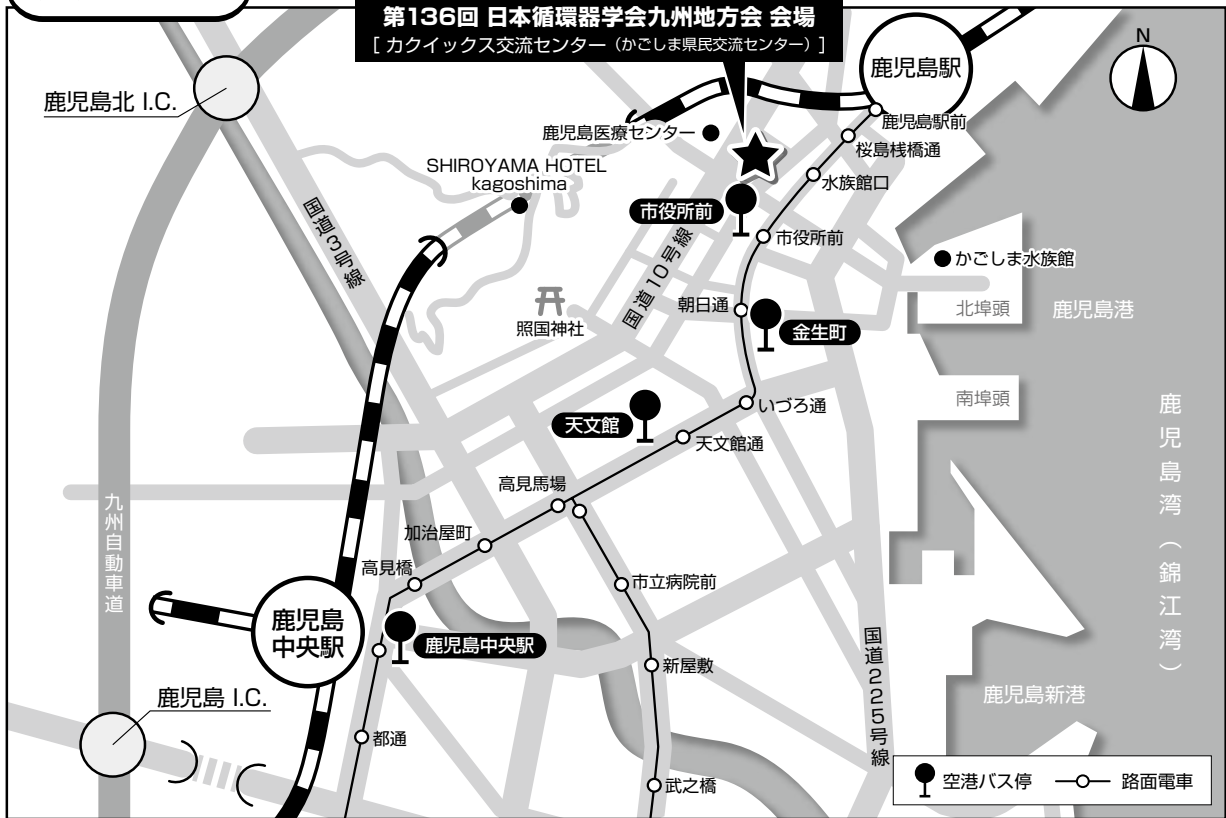 第136回 日本循環器学会九州地方会 会場
[ カクイックス交流センター（かごしま県民交流センター）]
鹿児島駅
N
鹿児島北 I.C.
鹿児島医療センター
鹿児島駅前
桜島桟橋通
SHIROYAMA HOTEL
kagoshima
水族館口
市役所前
国道3号線
市役所前
国道10号線
かごしま水族館
照国神社
朝日通
北埠頭
鹿児島港
金生町
いづろ通
南埠頭
天文館
天文館通
鹿児島湾（錦江湾）
高見馬場
九州自動車道
加治屋町
高見橋
市立病院前
鹿児島
中央駅
鹿児島中央駅
国道225号線
新屋敷
鹿児島 I.C.
鹿児島新港
都通
武之橋
空港バス停
路面電車